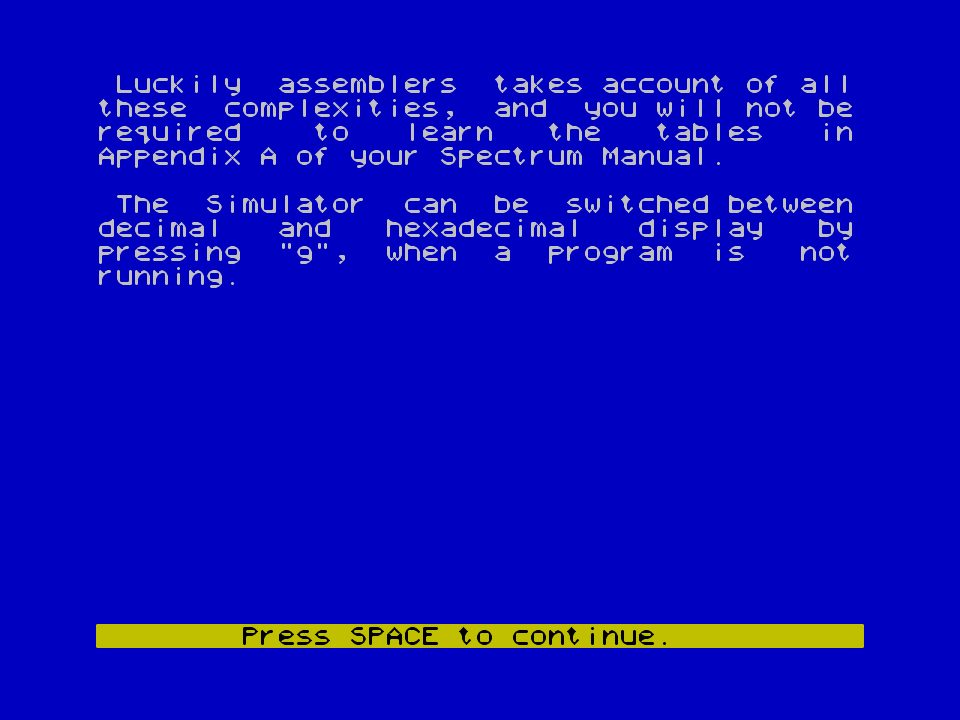 Luckily assemblers takes account of all
these complexities, and you will not be
required to learn the tables in
Appendix A of your Spectrum Manual.
The Simulator can be switched between
decimal and hexadecimal display by
pressing "g", when a program is not
running.
Press SPACE to continue.